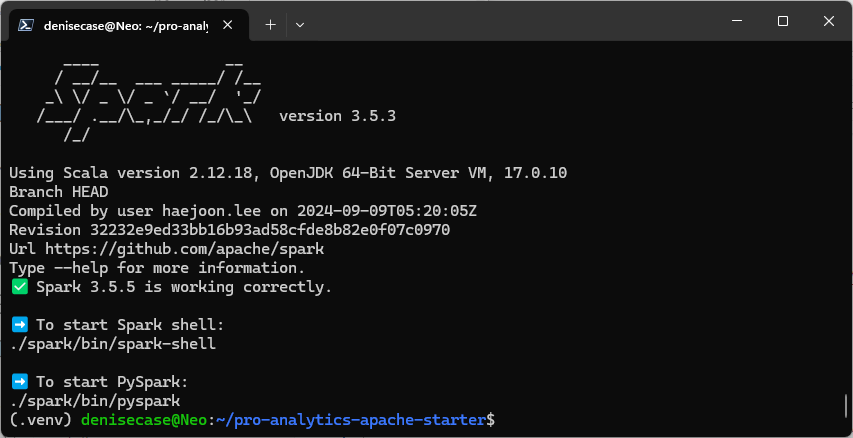 denisecase@Neo: ~/pro-anal
    ____              __
   / __/__  ___ _____/ /__
  _\ \/ _ \/ _ `/ __/  '_/
 /___/ .__/\_,_/_/ /_/\_\   version 3.5.3
    /_/
Using Scala version 2.12.18, OpenJDK 64-Bit Server VM, 17.0.10
Branch HEAD
Compiled by user haejoon.lee on 2024-09-09T05:20:05Z
Revision 32232e9ed33bb16b93ad58cfde8b82e0f07c0970
Url https://github.com/apache/spark
Type --help for more information.
✅ Spark 3.5.5 is working correctly.
➡️ To start Spark shell:
./spark/bin/spark-shell
➡️ To start PySpark:
./spark/bin/pyspark
(.venv) denisecase@Neo:~/pro-analytics-apache-starter$